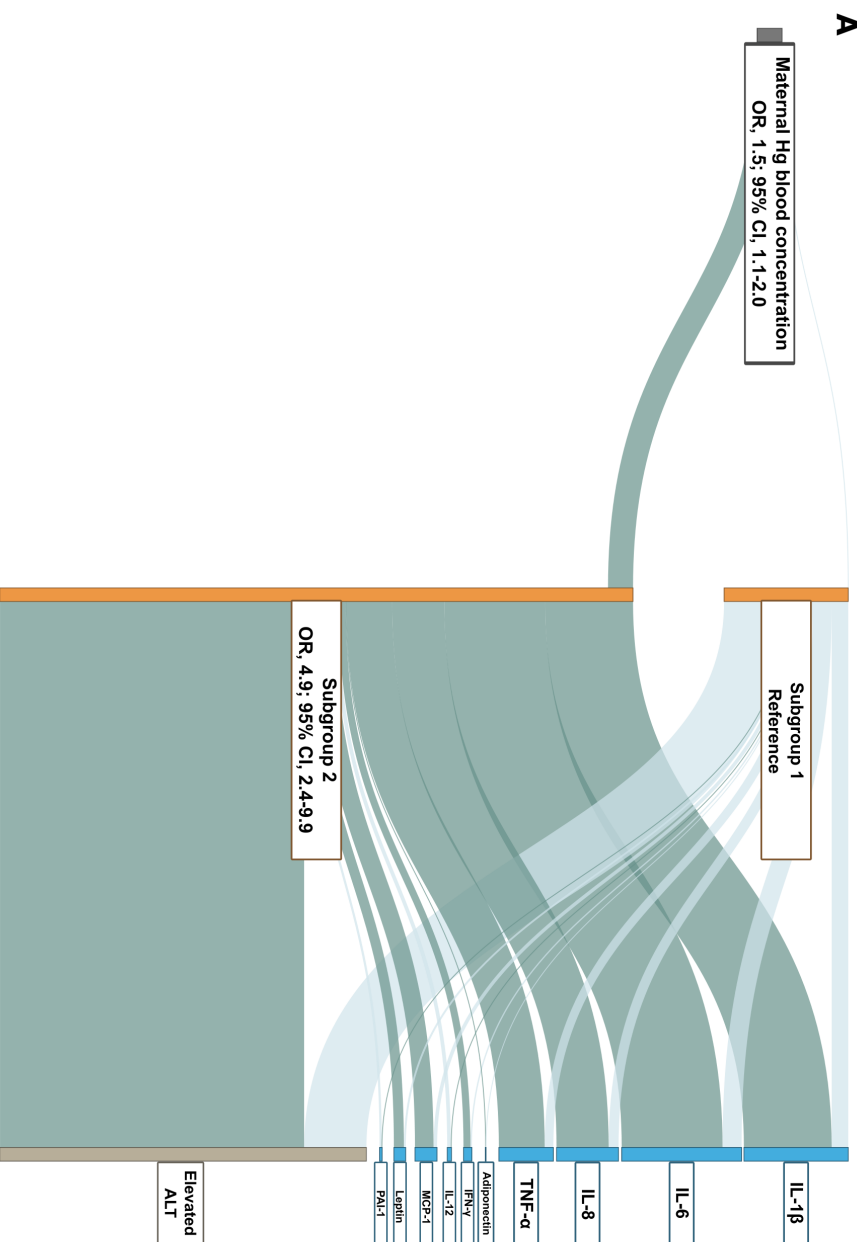 A
Maternal Hg blood concentration
OR, 1.5; 95% CI, 1.1-2.0
Subgroup 1
Reference
Subgroup 2
OR, 4.9; 95% CI, 2.4-9.9
IL-1β
IL-6
IL-8
TNF-α
Adiponectin
IFN-γ
IL-12
MCP-1
Leptin
PAI-1
Elevated
ALT